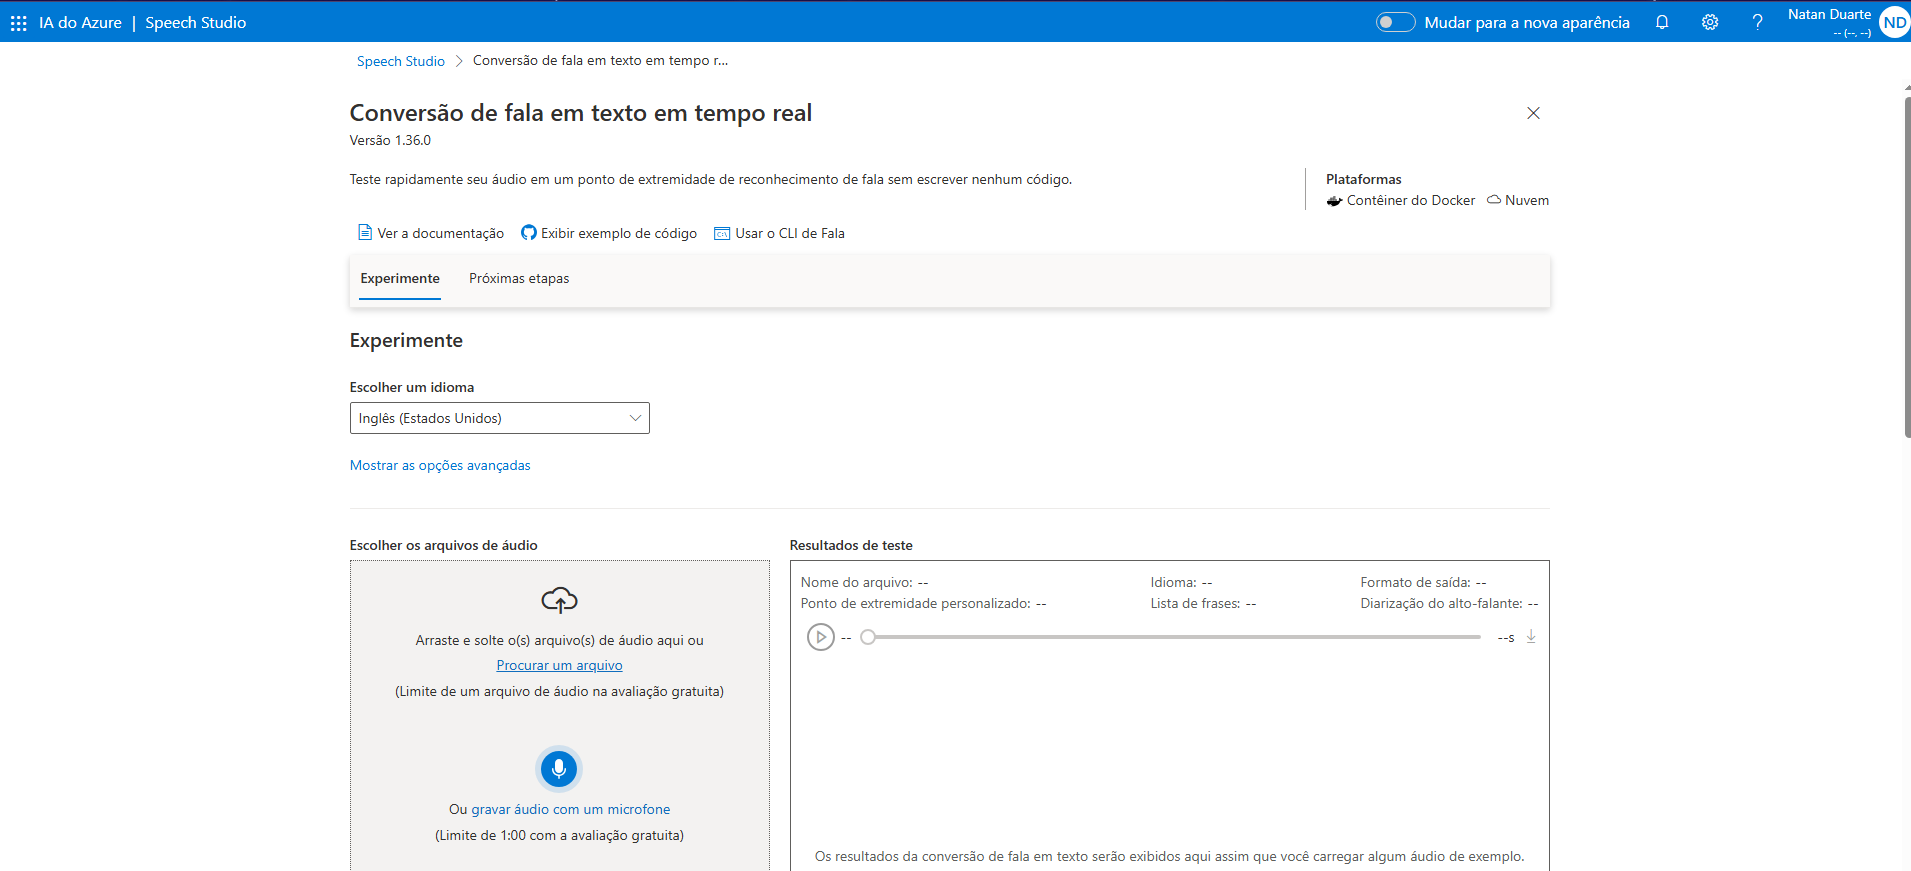 IA do Azure | Speech Studio
Mudar para a nova aparência
Natan Duarte
-- (--, --)
ND
Speech Studio > Conversão de fala em texto em tempo r...
Conversão de fala em texto em tempo real
Versão 1.36.0
Teste rapidamente seu áudio em um ponto de extremidade de reconhecimento de fala sem escrever nenhum código.
Plataformas
Contêiner do Docker Nuvem
Ver a documentação Exibir exemplo de código Usar o CLI de Fala
Experimente Próximas etapas
Experimente
Escolher um idioma
Inglês (Estados Unidos)
Mostrar as opções avançadas
Escolher os arquivos de áudio
Arraste e solte o(s) arquivo(s) de áudio aqui ou
Procurar um arquivo
(Limite de um arquivo de áudio na avaliação gratuita)
Ou gravar áudio com um microfone
(Limite de 1:00 com a avaliação gratuita)
Resultados de teste
Nome do arquivo: -- Idioma: -- Formato de saída: --
Ponto de extremidade personalizado: -- Lista de frases: -- Diarização do alto-falante: --
-- --s
Os resultados da conversão de fala em texto serão exibidos aqui assim que você carregar algum áudio de exemplo.